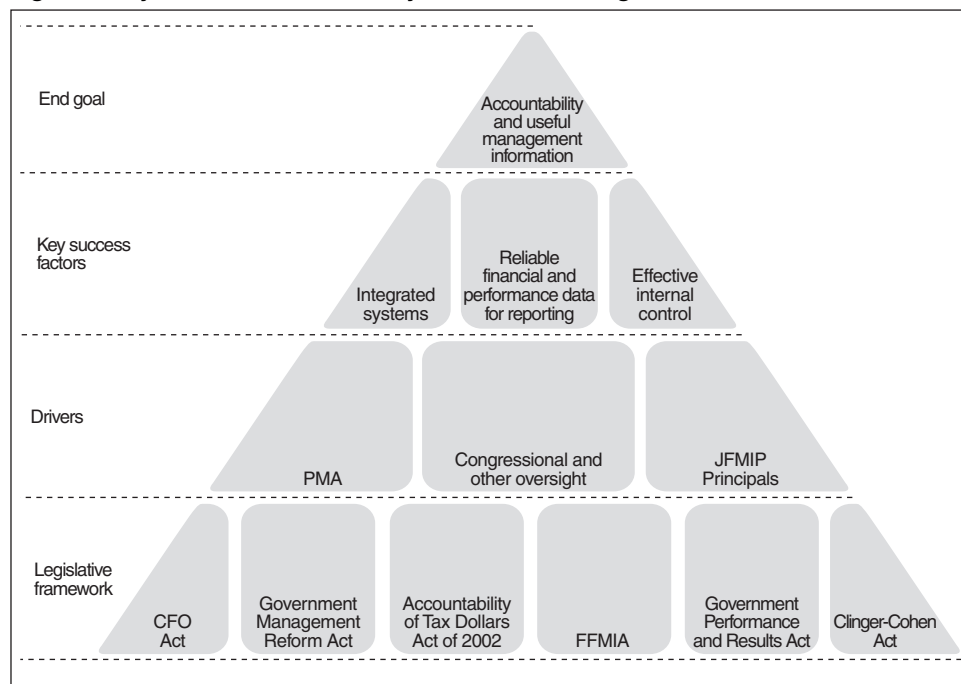 End goal
Accountability
and useful
management
information
Key success
factors
Integrated
systems
Reliable
financial and
performance data
for reporting
Effective
internal
control
Drivers
PMA
Congressional and
other oversight
JFMIP
Principals
Legislative
framework
CFO
Act
Government
Management
Reform Act
Accountability
of Tax Dollars
Act of 2002
FFMIA
Government
Performance
and Results Act
Clinger-Cohen
Act